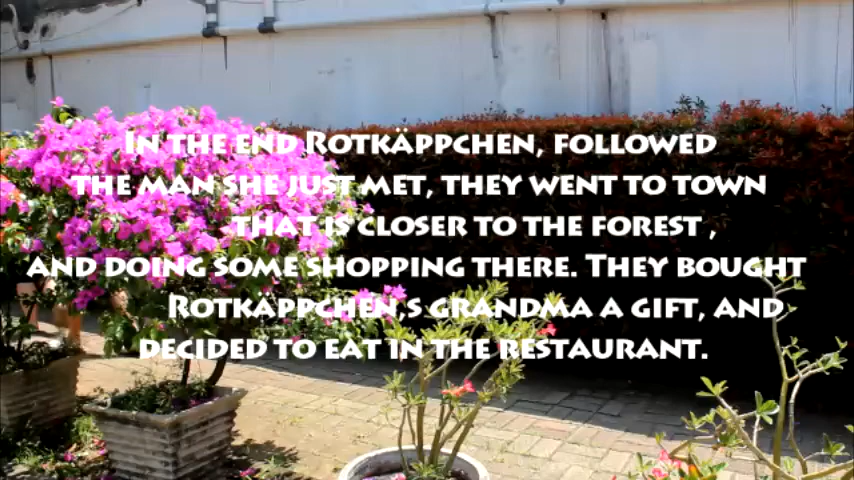 In the end Rotkäppchen, followed
the man she just met, they went to town
that is closer to the forest ,
and doing some shopping there. They bought
Rotkäppchen,s grandma a gift, and
decided to eat in the restaurant.